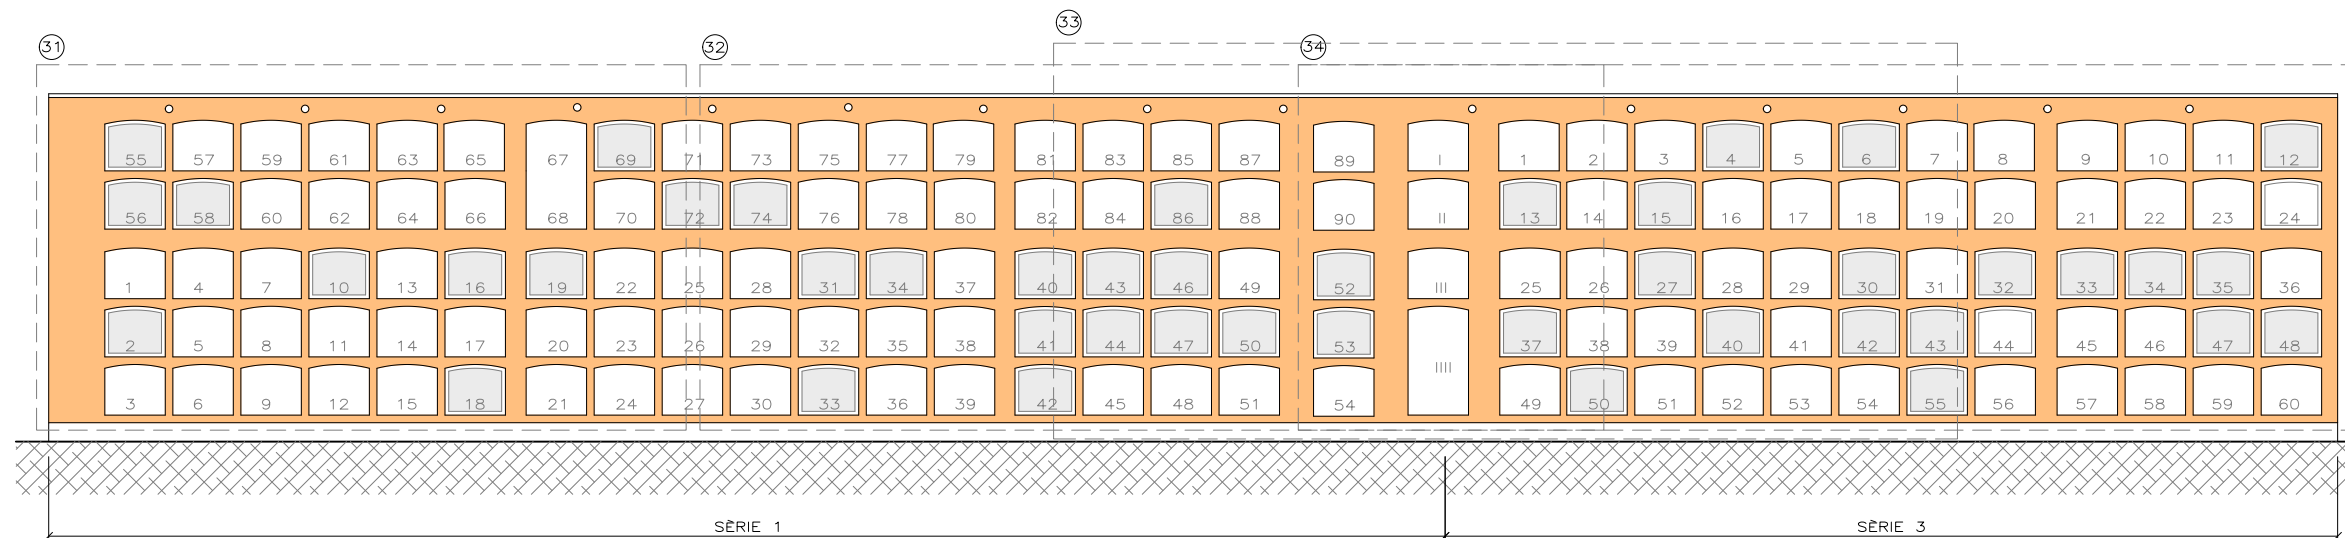 33
31 32 34
55 57 59 61 63 65 67 69 71 73 75 77 79 81 83 85 87 89 I 1 2 3 4 5 6 7 8 9 10 11 12
56 58 60 62 64 66 68 70 72 74 76 78 80 82 84 86 88 90 II 13 14 15 16 17 18 19 20 21 22 23 24
1 4 7 10 13 16 19 22 25 28 31 34 37 40 43 46 49 52 III 25 26 27 28 29 30 31 32 33 34 35 36
2 5 8 11 14 17 20 23 26 29 32 35 38 41 44 47 50 53 IIII 37 38 39 40 41 42 43 44 45 46 47 48
3 6 9 12 15 18 21 24 27 30 33 36 39 42 45 48 51 54 49 50 51 52 53 54 55 56 57 58 59 60
SÈRIE 1 SÈRIE 3